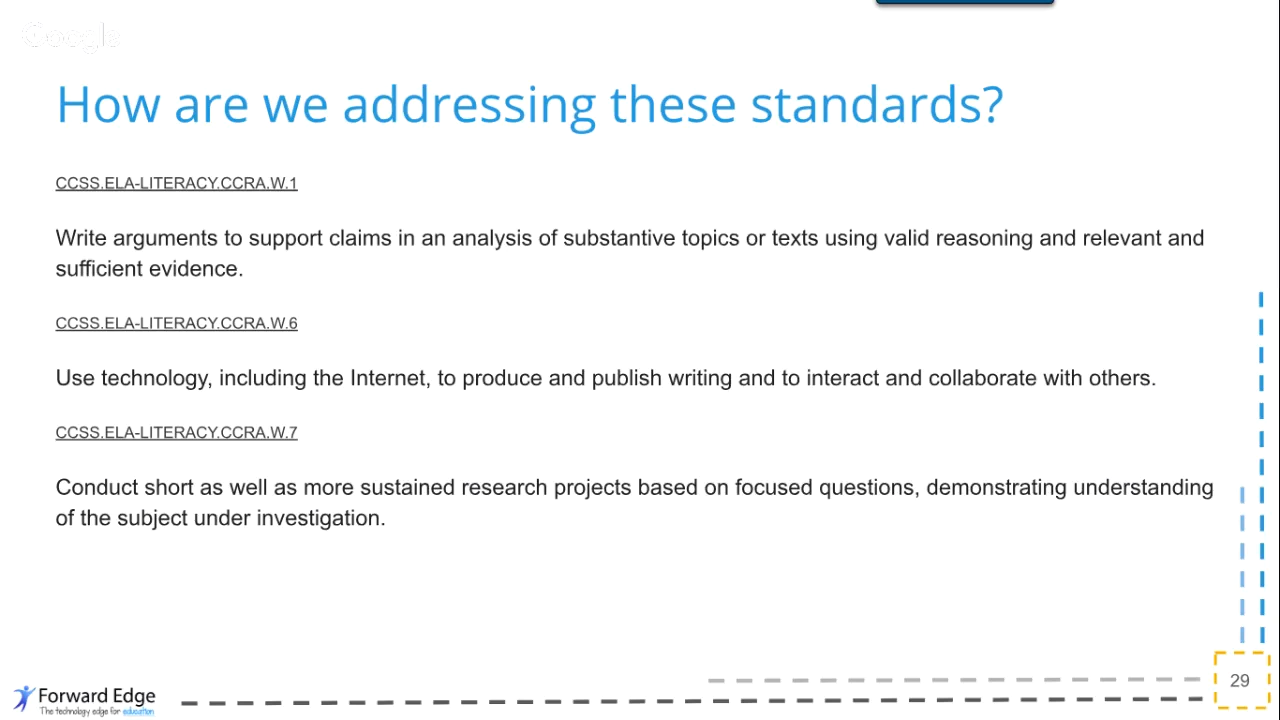 Google
How are we addressing these standards?
CCSS.ELA-LITERACY.CCRA.W.1
Write arguments to support claims in an analysis of substantive topics or texts using valid reasoning and relevant and
sufficient evidence.
CCSS.ELA-LITERACY.CCRA.W.6
Use technology, including the Internet, to produce and publish writing and to interact and collaborate with others.
CCSS.ELA-LITERACY.CCRA.W.7
Conduct short as well as more sustained research projects based on focused questions, demonstrating understanding
of the subject under investigation.
Forward Edge
The technology edge for education
29